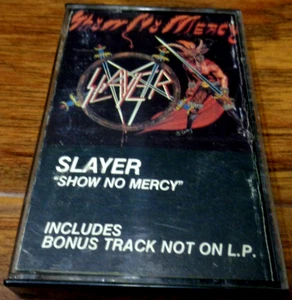 Show No Mercy
SLAYER
SLAYER
"SHOW NO MERCY"
INCLUDES
BONUS TRACK NOT ON L.P.